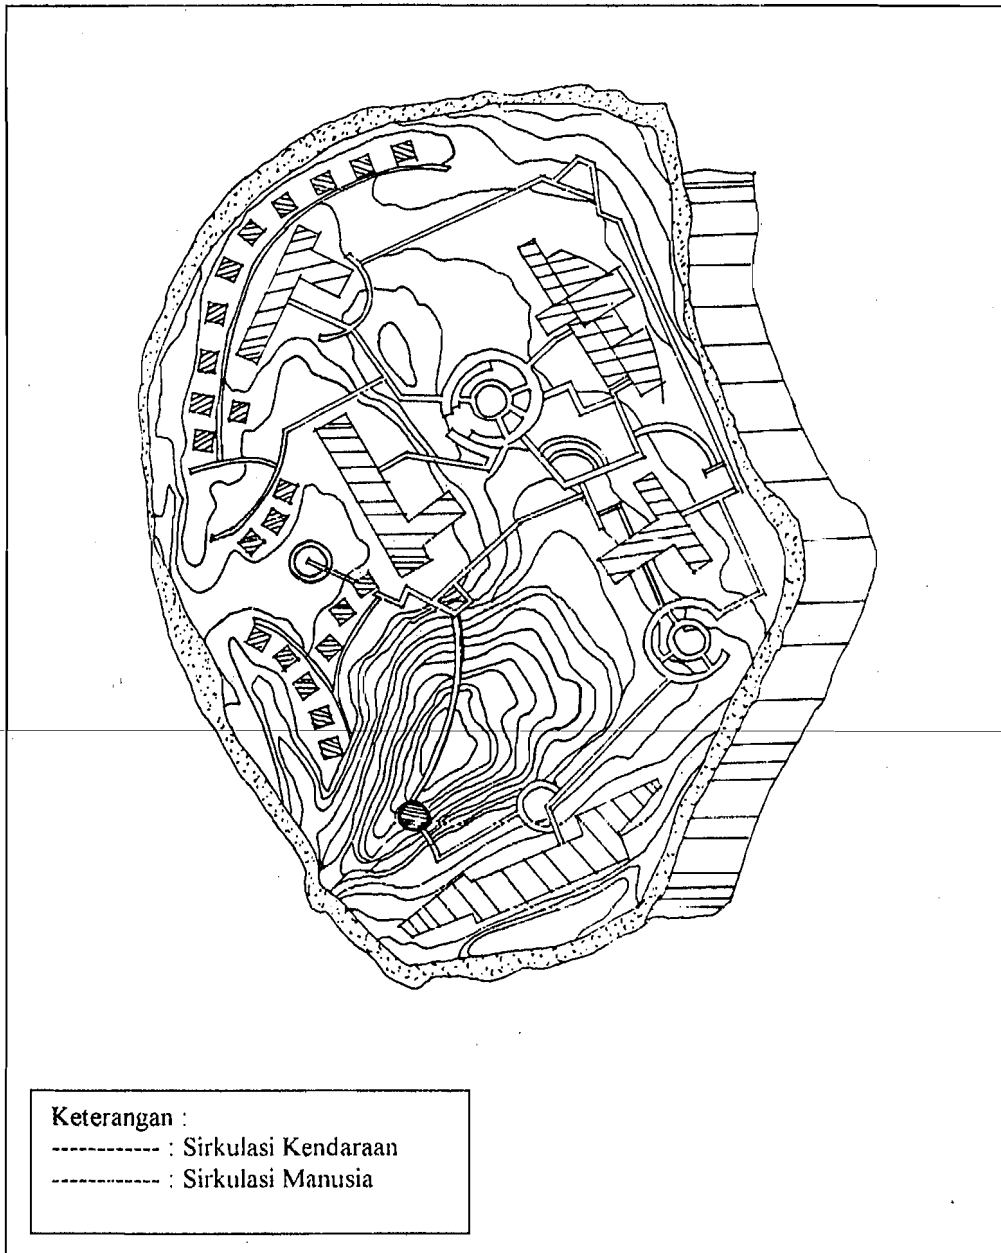 Keterangan :
----------- : Sirkulasi Kendaraan
----------- : Sirkulasi Manusia